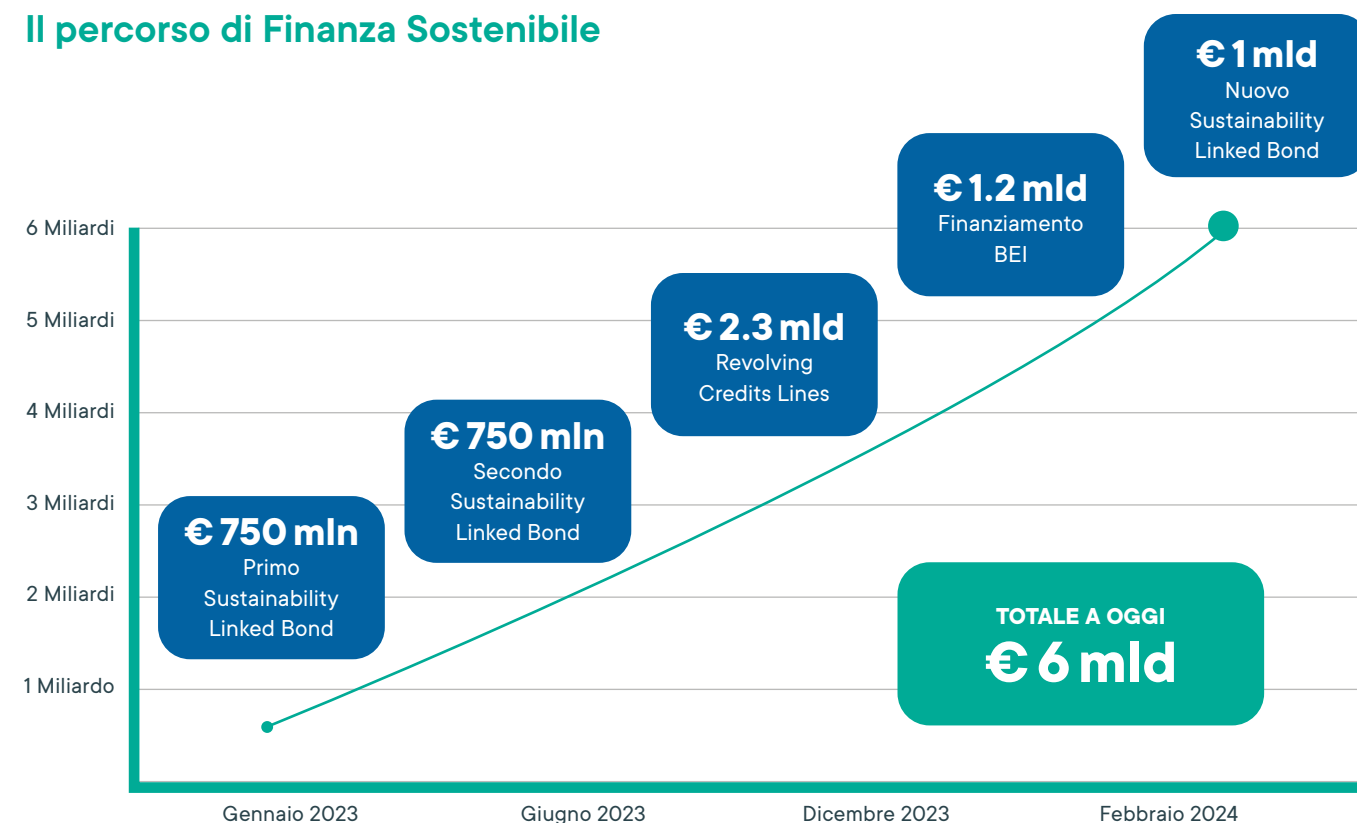 Il percorso di Finanza Sostenibile
€ 1 mld
Nuovo
Sustainability
Linked Bond
€ 1.2 mld
Finanziamento
BEI
€ 2.3 mld
Revolving
Credits Lines
€ 750 mln
Secondo
Sustainability
Linked Bond
€ 750 mln
Primo
Sustainability
Linked Bond
6 Miliardi
5 Miliardi
4 Miliardi
3 Miliardi
2 Miliardi
1 Miliardo
TOTALE A OGGI
€ 6 mld
Gennaio 2023
Giugno 2023
Dicembre 2023
Febbraio 2024